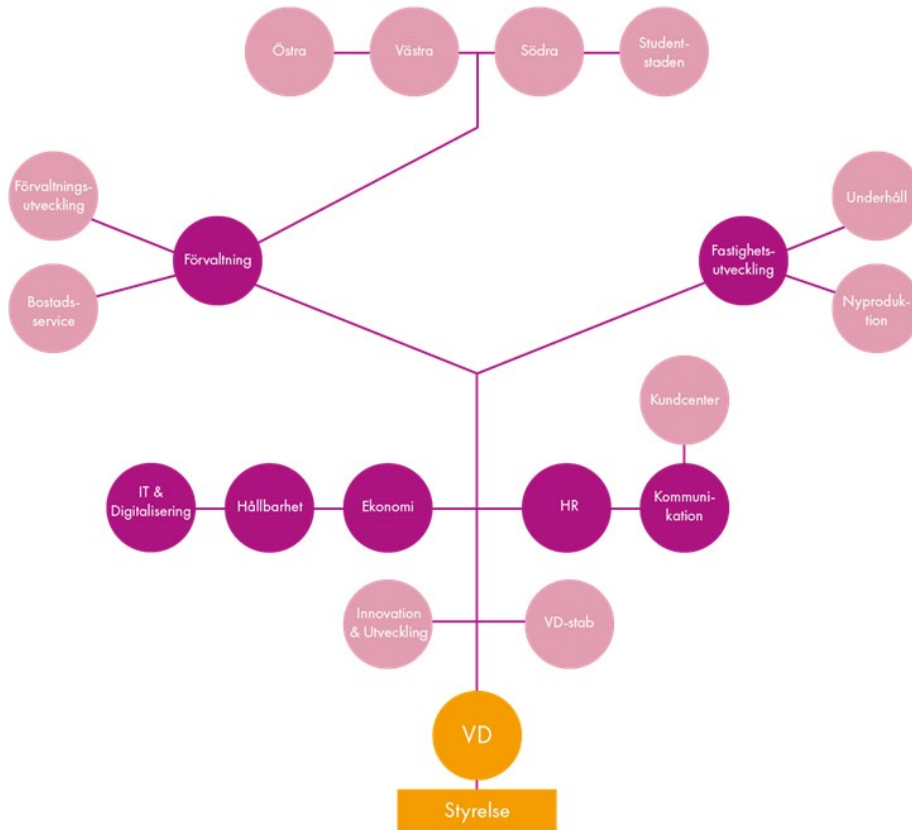 Östra
Västra
Södra
Student-
staden
Förvaltnings-
utveckling
Underhåll
Förvaltning
Fastighets-
utveckling
Bostads-
service
Nyproduk-
tion
Kundcenter
IT &
Digitalisering
Hållbarhet
Ekonomi
HR
Kommuni-
kation
Innovation
& Utveckling
VD-stab
VD
Styrelse